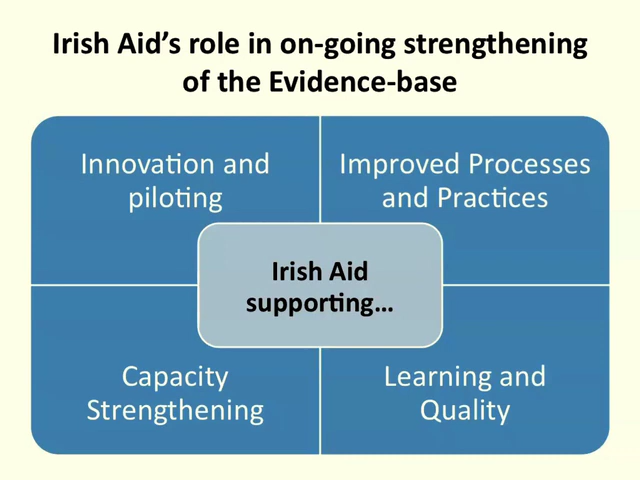 Irish Aid’s role in on-going strengthening
of the Evidence-base
Innovation and
piloting
Improved Processes
and Practices
Irish Aid
supporting...
Capacity
Strengthening
Learning and
Quality